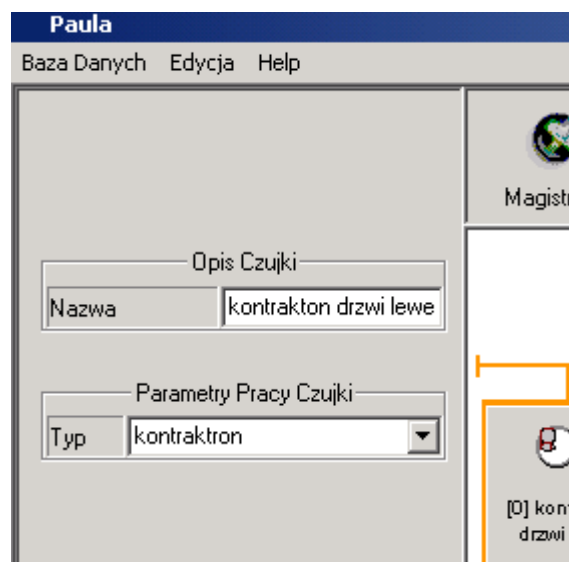 Paula
Baza Danych Edycja Help
Opis Czujki
Nazwa kontrakton drzwi lewe
Parametry Pracy Czujki
Typ kontraktron
Magist
[0] kon
drzwi